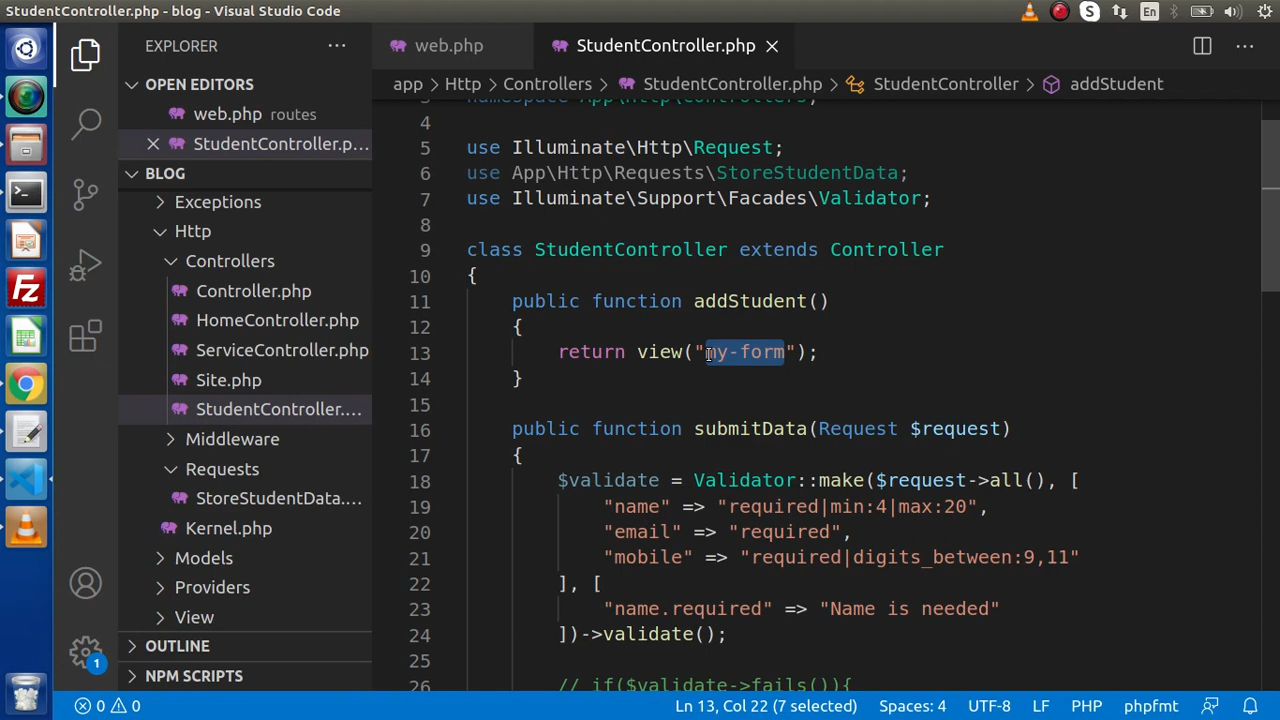 StudentController.php - blog - Visual Studio Code
S
En
EXPLORER
OPEN EDITORS
web.php routes
StudentController.p...
BLOG
Exceptions
Http
Controllers
Controller.php
HomeController.php
ServiceController.php
Site.php
StudentController....
Middleware
Requests
StoreStudentData....
Kernel.php
Models
Providers
View
OUTLINE
NPM SCRIPTS
1
web.php
StudentController.php
app > Http > Controllers > StudentController.php > StudentController > addStudent
namespace App\Http\Controllers;
4
5 use Illuminate\Http\Request;
6 use App\Http\Requests\StoreStudentData;
7 use Illuminate\Support\Facades\Validator;
8
9 class StudentController extends Controller
10 {
11 public function addStudent()
12 {
13 return view("my-form");
14 }
15
16 public function submitData(Request $request)
17 {
18 $validate = Validator::make($request->all(), [
19 "name" => "required|min:4|max:20",
20 "email" => "required",
21 "mobile" => "required|digits_between:9,11"
22 ], [
23 "name.required" => "Name is needed"
24 ])->validate();
25
26 // if($validate->fails()){
0 0
Ln 13, Col 22 (7 selected) Spaces: 4 UTF-8 LF PHP phpfmt